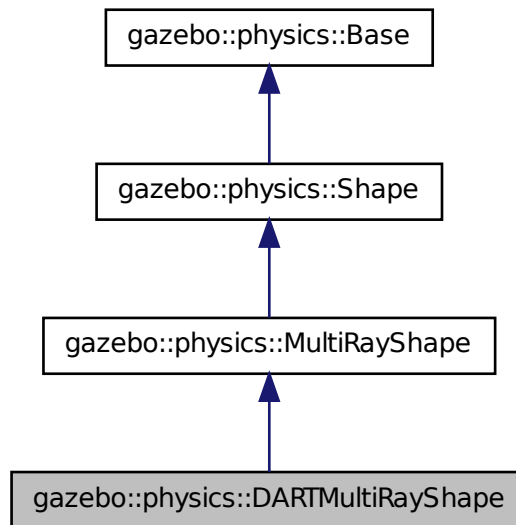 gazebo::physics::Base
gazebo::physics::Shape
gazebo::physics::MultiRayShape
gazebo::physics::DARTMultiRayShape